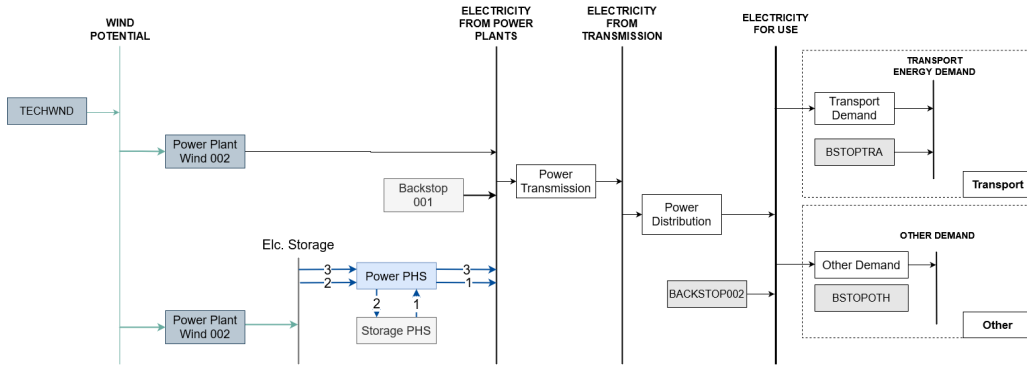 WIND
POTENTIAL
ELECTRICITY
FROM POWER
PLANTS
ELECTRICITY
FROM
TRANSMISSION
ELECTRICITY
FOR USE
TRANSPORT
ENERGY DEMAND
TECHWND
Transport
Demand
Power Plant
Wind 002
BSTOPTRA
Backstop
001
Power
Transmission
Transport
Power
Distribution
Elc. Storage
OTHER DEMAND
3
2
Power PHS
3
1
Other Demand
2
1
BACKSTOP002
BSTOPOTH
Power Plant
Wind 002
Storage PHS
Other